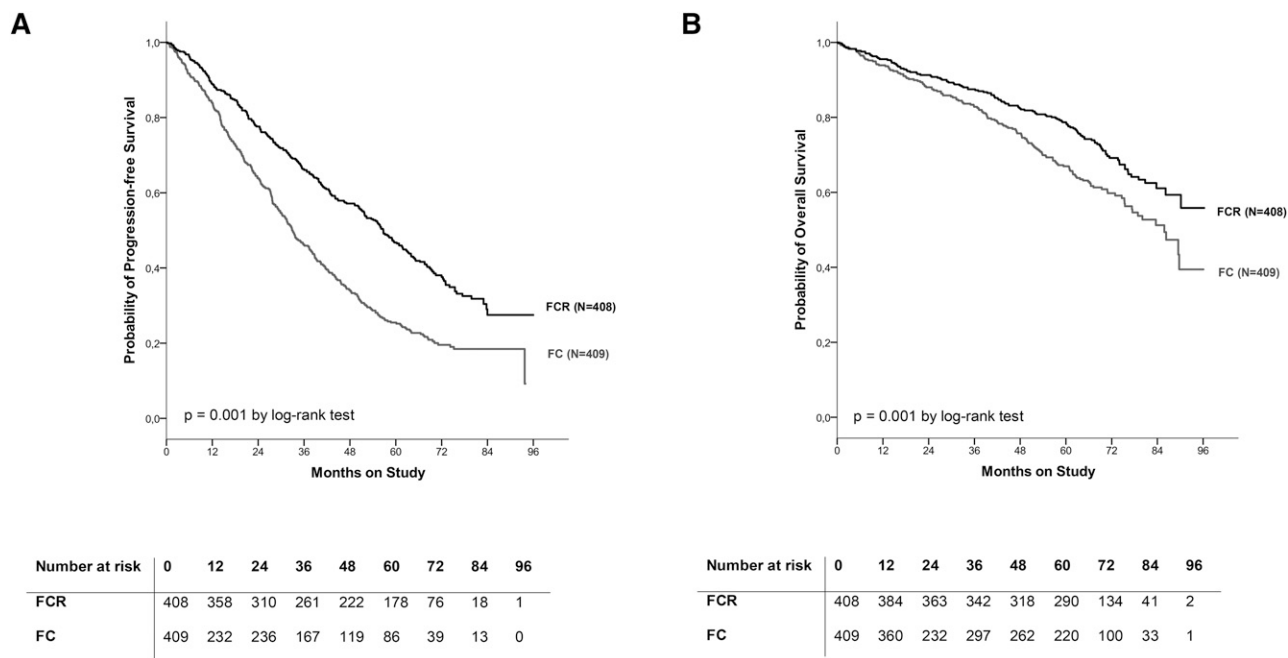 A
Probability of Progression-free Survival
1,0
0,8
0,6
0,4
0,2
0,0
FCR (N=408)
FC (N=409)
p = 0.001 by log-rank test
0 12 24 36 48 60 72 84 96
Months on Study
Number at risk 0 12 24 36 48 60 72 84 96
FCR 408 358 310 261 222 178 76 18 1
FC 409 232 236 167 119 86 39 13 0
B
Probability of Overall Survival
1,0
0,8
0,6
0,4
0,2
0,0
FCR (N=408)
FC (N=409)
p = 0.001 by log-rank test
0 12 24 36 48 60 72 84 96
Months on Study
Number at risk 0 12 24 36 48 60 72 84 96
FCR 408 384 363 342 318 290 134 41 2
FC 409 360 232 297 262 220 100 33 1